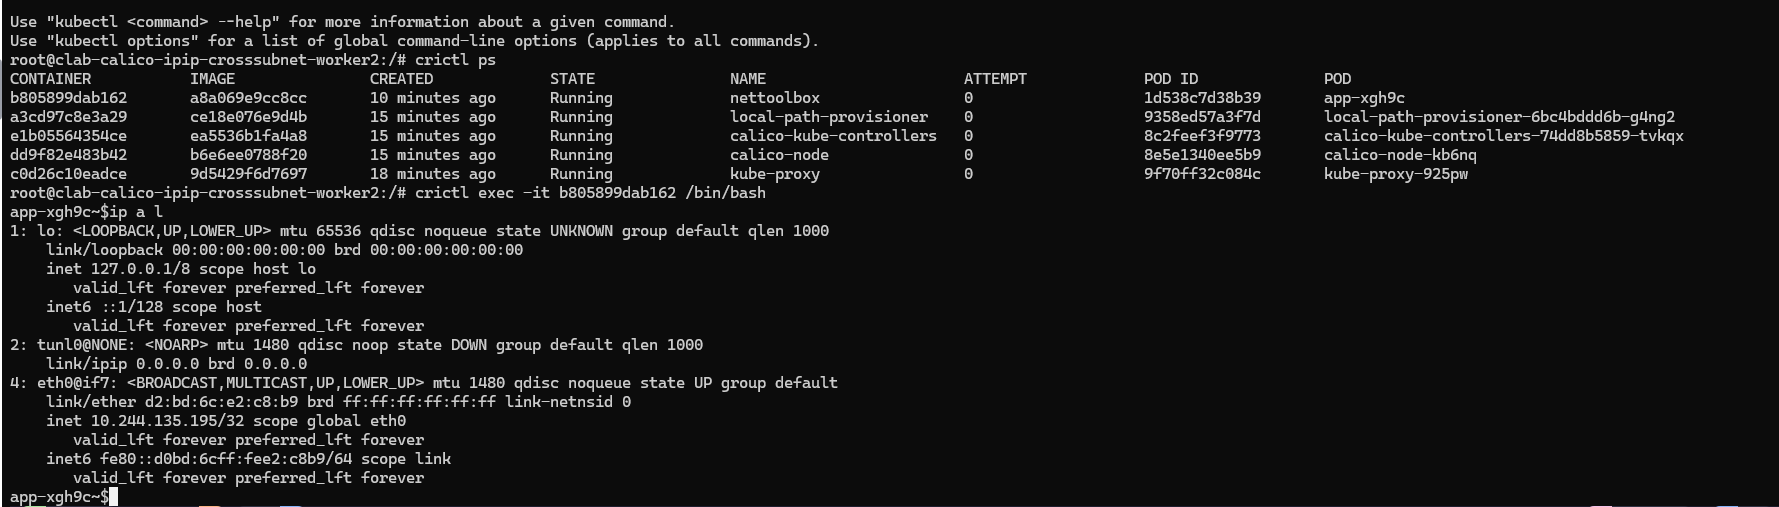 Use "kubectl <command> --help" for more information about a given command.
Use "kubectl options" for a list of global command-line options (applies to all commands).
root@clab-calico-ipip-crosssubnet-worker2:/# crictl ps
CONTAINER IMAGE CREATED STATE NAME ATTEMPT POD ID POD
b805899dab162 a8a069e9cc8cc 10 minutes ago Running nettoolbox 0 1d538c7d38b39 app-xgh9c
a3cd97c8e3a29 ce18e076e9d4b 15 minutes ago Running local-path-provisioner 0 9358ed57a3f7d local-path-provisioner-6bc4bddd6b-g4ng2
e1b05564354ce ea5536b1fa4a8 15 minutes ago Running calico-kube-controllers 0 8c2feef3f9773 calico-kube-controllers-74dd8b5859-tvkqx
dd9f82e483b42 b6e6ee0788f20 15 minutes ago Running calico-node 0 8e5e1340ee5b9 calico-node-kb6nq
c0d26c10eadce 9d5429f6d7697 18 minutes ago Running kube-proxy 0 9f70ff32c084c kube-proxy-925pw
root@clab-calico-ipip-crosssubnet-worker2:/# crictl exec -it b805899dab162 /bin/bash
app-xgh9c~$ip a l
1: lo: <LOOPBACK,UP,LOWER_UP> mtu 65536 qdisc noqueue state UNKNOWN group default qlen 1000
    link/loopback 00:00:00:00:00:00 brd 00:00:00:00:00:00
    inet 127.0.0.1/8 scope host lo
       valid_lft forever preferred_lft forever
    inet6 ::1/128 scope host
       valid_lft forever preferred_lft forever
2: tunl0@NONE: <NOARP> mtu 1480 qdisc noop state DOWN group default qlen 1000
    link/ipip 0.0.0.0 brd 0.0.0.0
4: eth0@if7: <BROADCAST,MULTICAST,UP,LOWER_UP> mtu 1480 qdisc noqueue state UP group default
    link/ether d2:bd:6c:e2:c8:b9 brd ff:ff:ff:ff:ff:ff link-netnsid 0
    inet 10.244.135.195/32 scope global eth0
       valid_lft forever preferred_lft forever
    inet6 fe80::d0bd:6cff:fee2:c8b9/64 scope link
       valid_lft forever preferred_lft forever
app-xgh9c~$